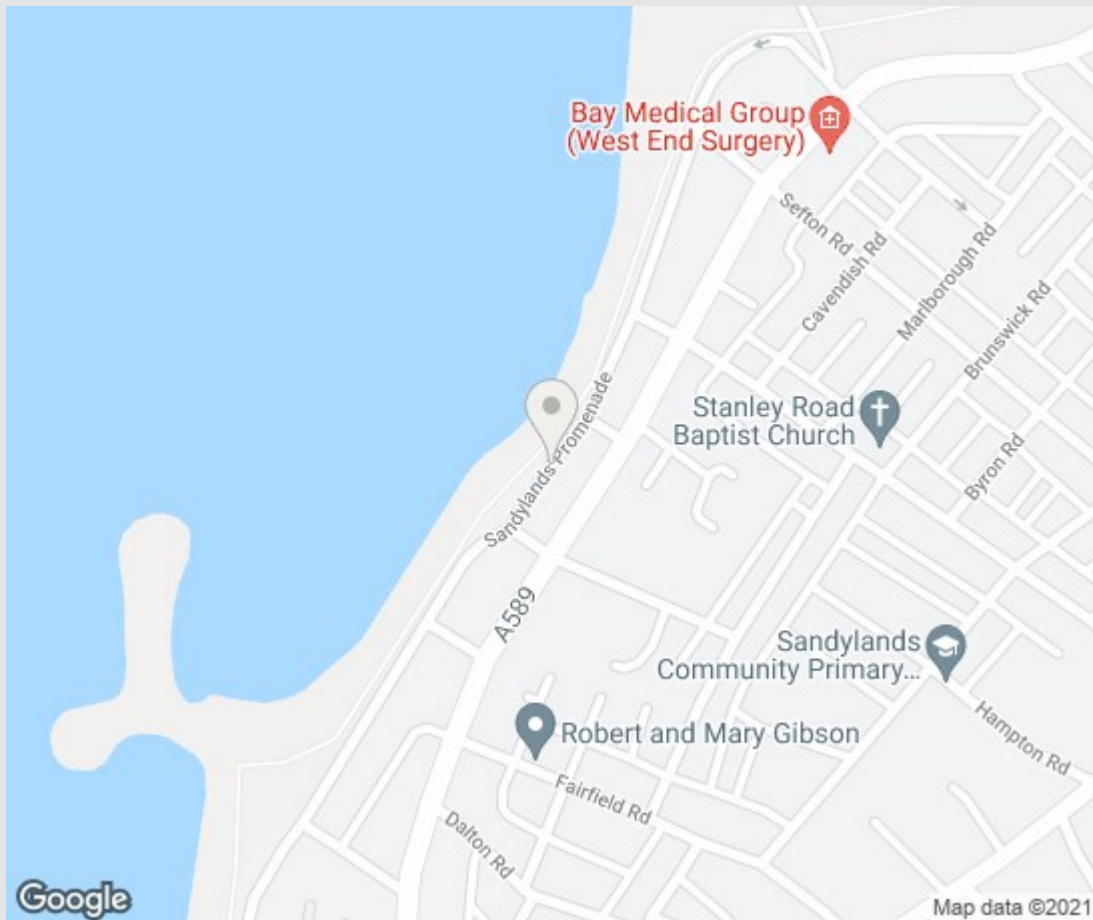 Bay Medical Group
(West End Surgery)
Sefton Rd
Cavendish Rd
Marlborough Rd
Brunswick Rd
Sandylands Promenade
Stanley Road
Baptist Church
Byron Rd
A589
Sandylands
Community Primary...
Hampton Rd
Robert and Mary Gibson
Fairfield Rd
Dalton Rd
Google
Map data ©2021